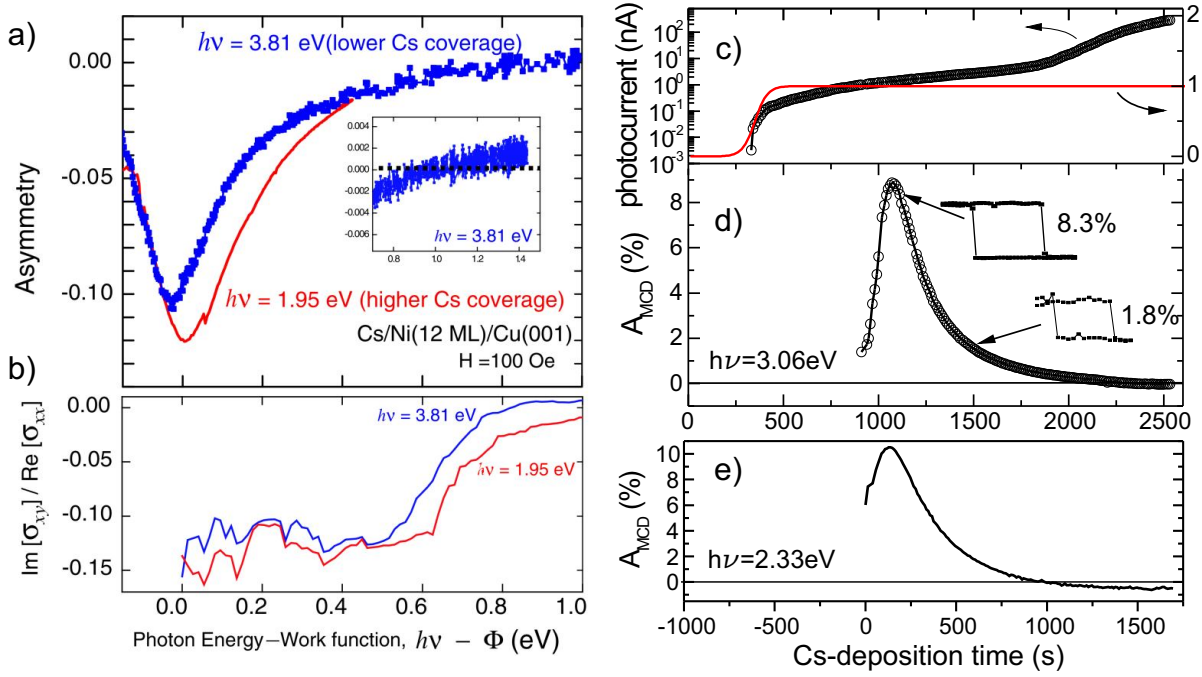 a)
hν = 3.81 eV(lower Cs coverage)
0.00
-0.05
-0.10
Asymmetry
0.004
0.002
0.000
-0.002
-0.004
-0.006
hν = 3.81 eV
0.8
1.0
1.2
1.4
hν = 1.95 eV (higher Cs coverage)
Cs/Ni(12 ML)/Cu(001)
H =100 Oe
b)
Im [σxy] / Re [σxx]
0.00
-0.05
-0.10
-0.15
hν = 3.81 eV
hν = 1.95 eV
0.0
0.2
0.4
0.6
0.8
1.0
Photon Energy−Work function, hν − Φ (eV)
c)
photocurrent (nA)
10²
10¹
10⁰
10⁻¹
10⁻²
10⁻³
2
1
0
d)
A_MCD (%)
8
6
4
2
0
8.3%
1.8%
hν=3.06eV
0
500
1000
1500
2000
2500
e)
A_MCD (%)
10
8
6
4
2
0
hν=2.33eV
-1000
-500
0
500
1000
1500
Cs-deposition time (s)